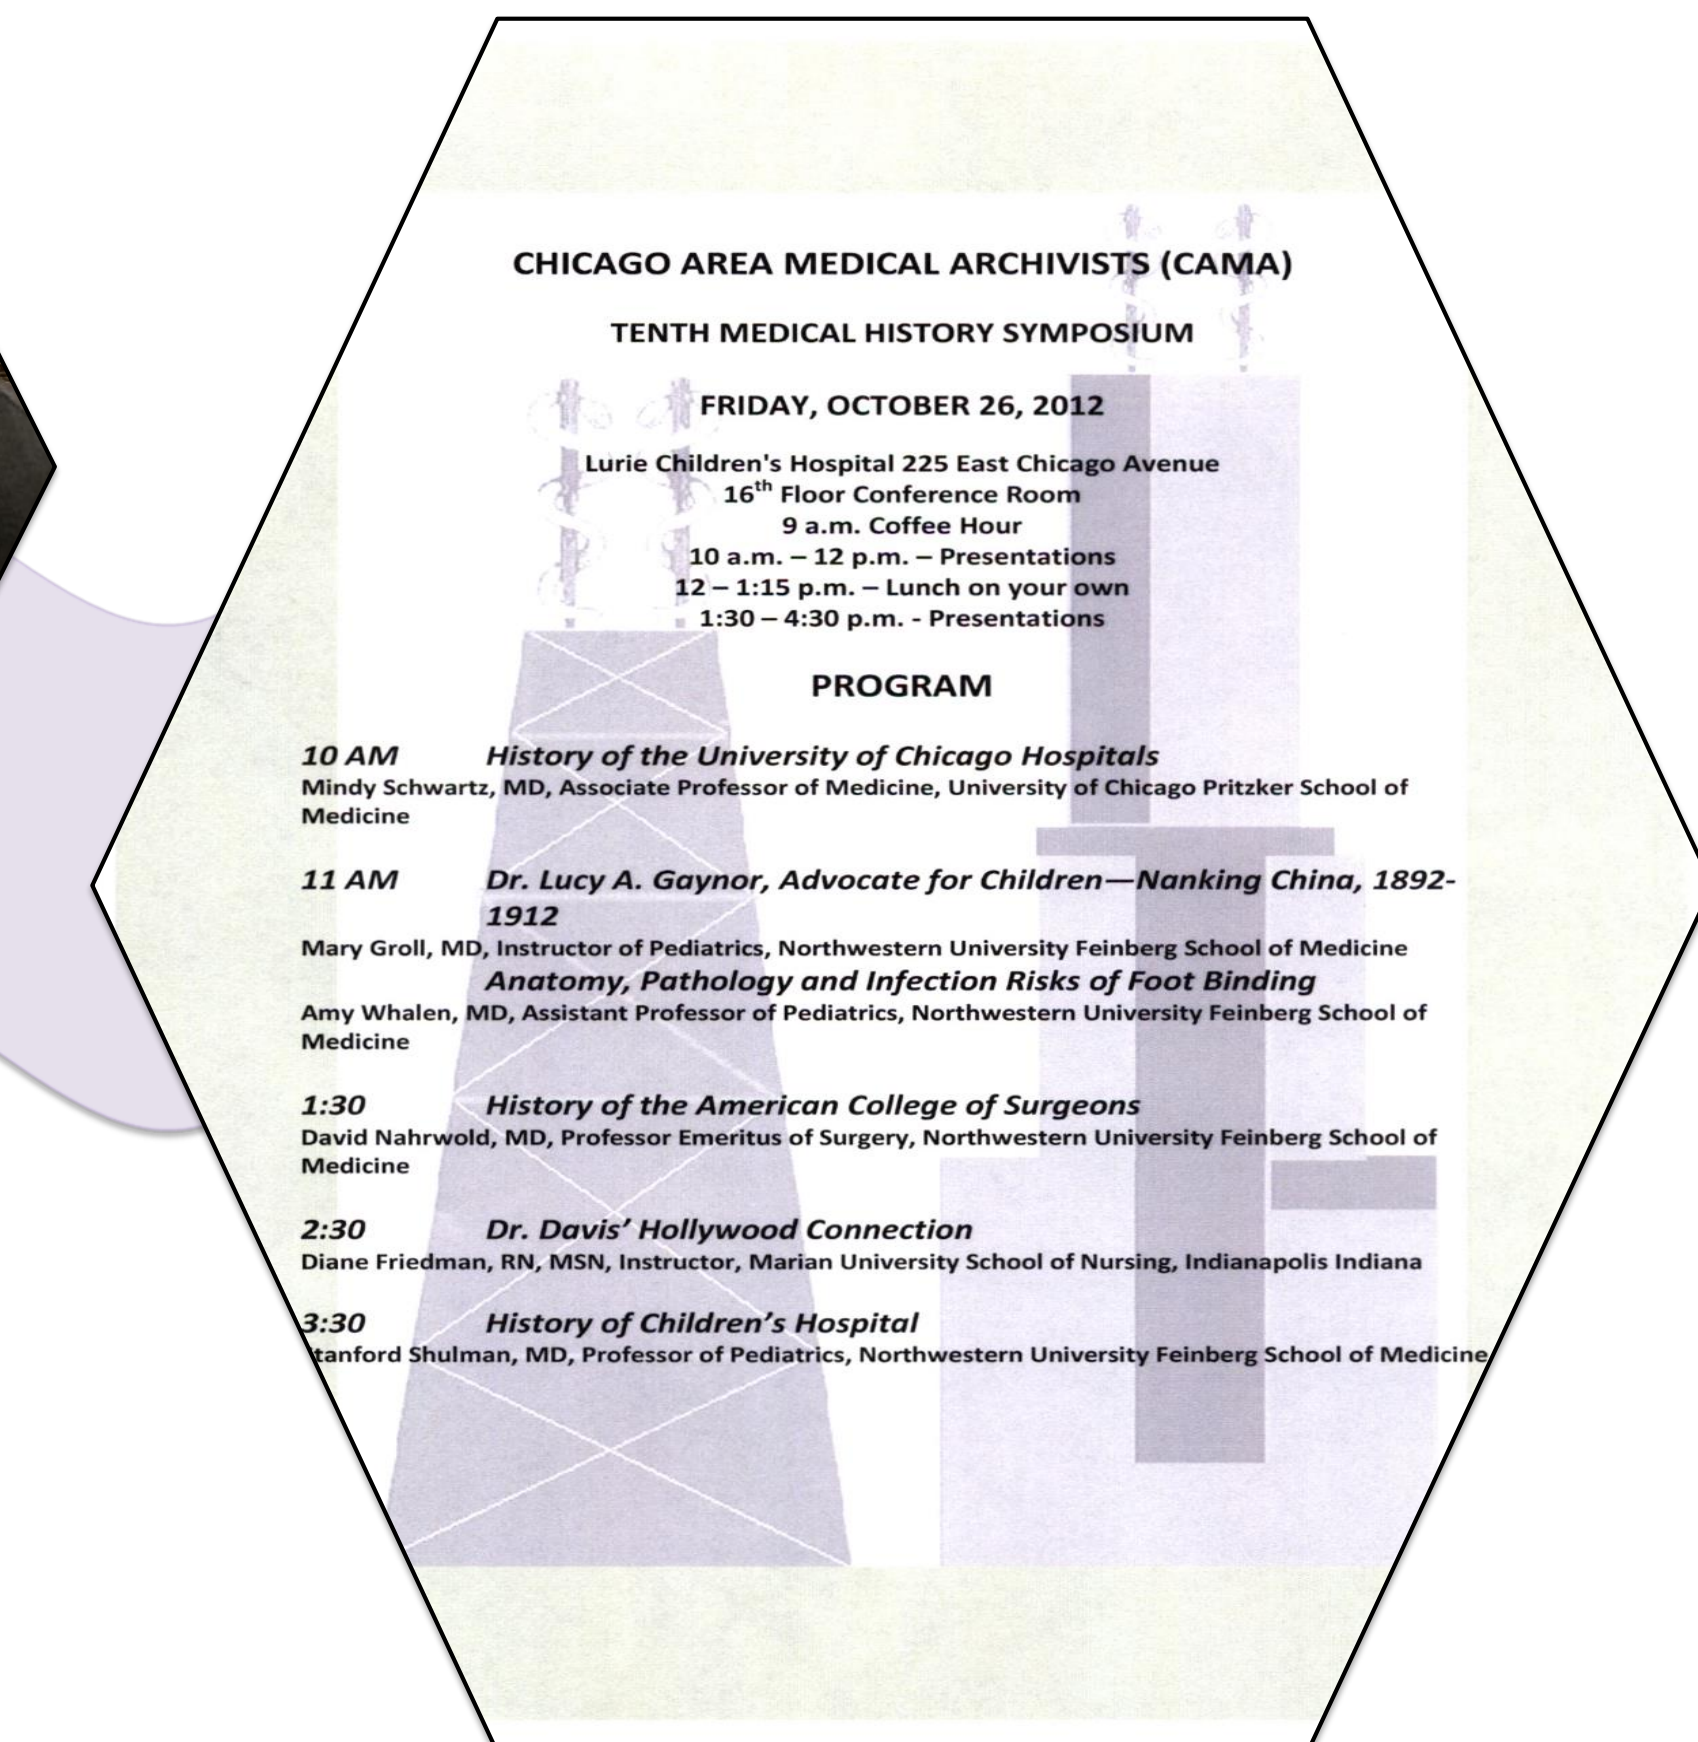 CHICAGO AREA MEDICAL ARCHIVISTS (CAMA)
TENTH MEDICAL HISTORY SYMPOSIUM
FRIDAY, OCTOBER 26, 2012
Lurie Children's Hospital 225 East Chicago Avenue
16th Floor Conference Room
9 a.m. Coffee Hour
10 a.m. – 12 p.m. – Presentations
12 – 1:15 p.m. – Lunch on your own
1:30 – 4:30 p.m. - Presentations
PROGRAM
10 AM History of the University of Chicago Hospitals
Mindy Schwartz, MD, Associate Professor of Medicine, University of Chicago Pritzker School of
Medicine
11 AM Dr. Lucy A. Gaynor, Advocate for Children—Nanking China, 1892-
1912
Mary Groll, MD, Instructor of Pediatrics, Northwestern University Feinberg School of Medicine
Anatomy, Pathology and Infection Risks of Foot Binding
Amy Whalen, MD, Assistant Professor of Pediatrics, Northwestern University Feinberg School of
Medicine
1:30 History of the American College of Surgeons
David Nahrwold, MD, Professor Emeritus of Surgery, Northwestern University Feinberg School of
Medicine
2:30 Dr. Davis’ Hollywood Connection
Diane Friedman, RN, MSN, Instructor, Marian University School of Nursing, Indianapolis Indiana
3:30 History of Children’s Hospital
tanford Shulman, MD, Professor of Pediatrics, Northwestern University Feinberg School of Medicine